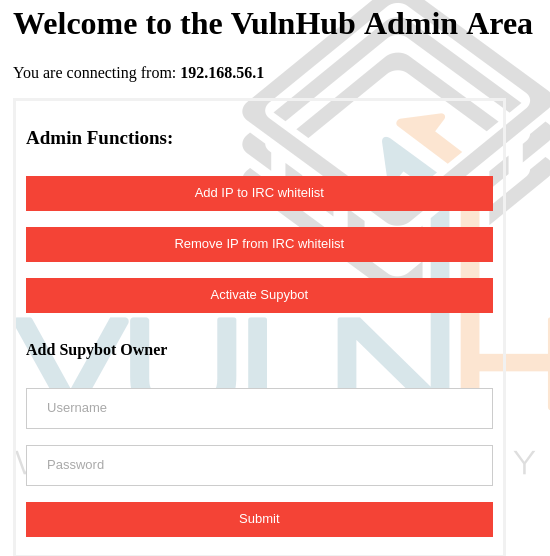 Welcome to the VulnHub Admin Area
You are connecting from: 192.168.56.1
Admin Functions:
Add IP to IRC whitelist
Remove IP from IRC whitelist
Activate Supybot
Add Supybot Owner
Username
Password
Submit